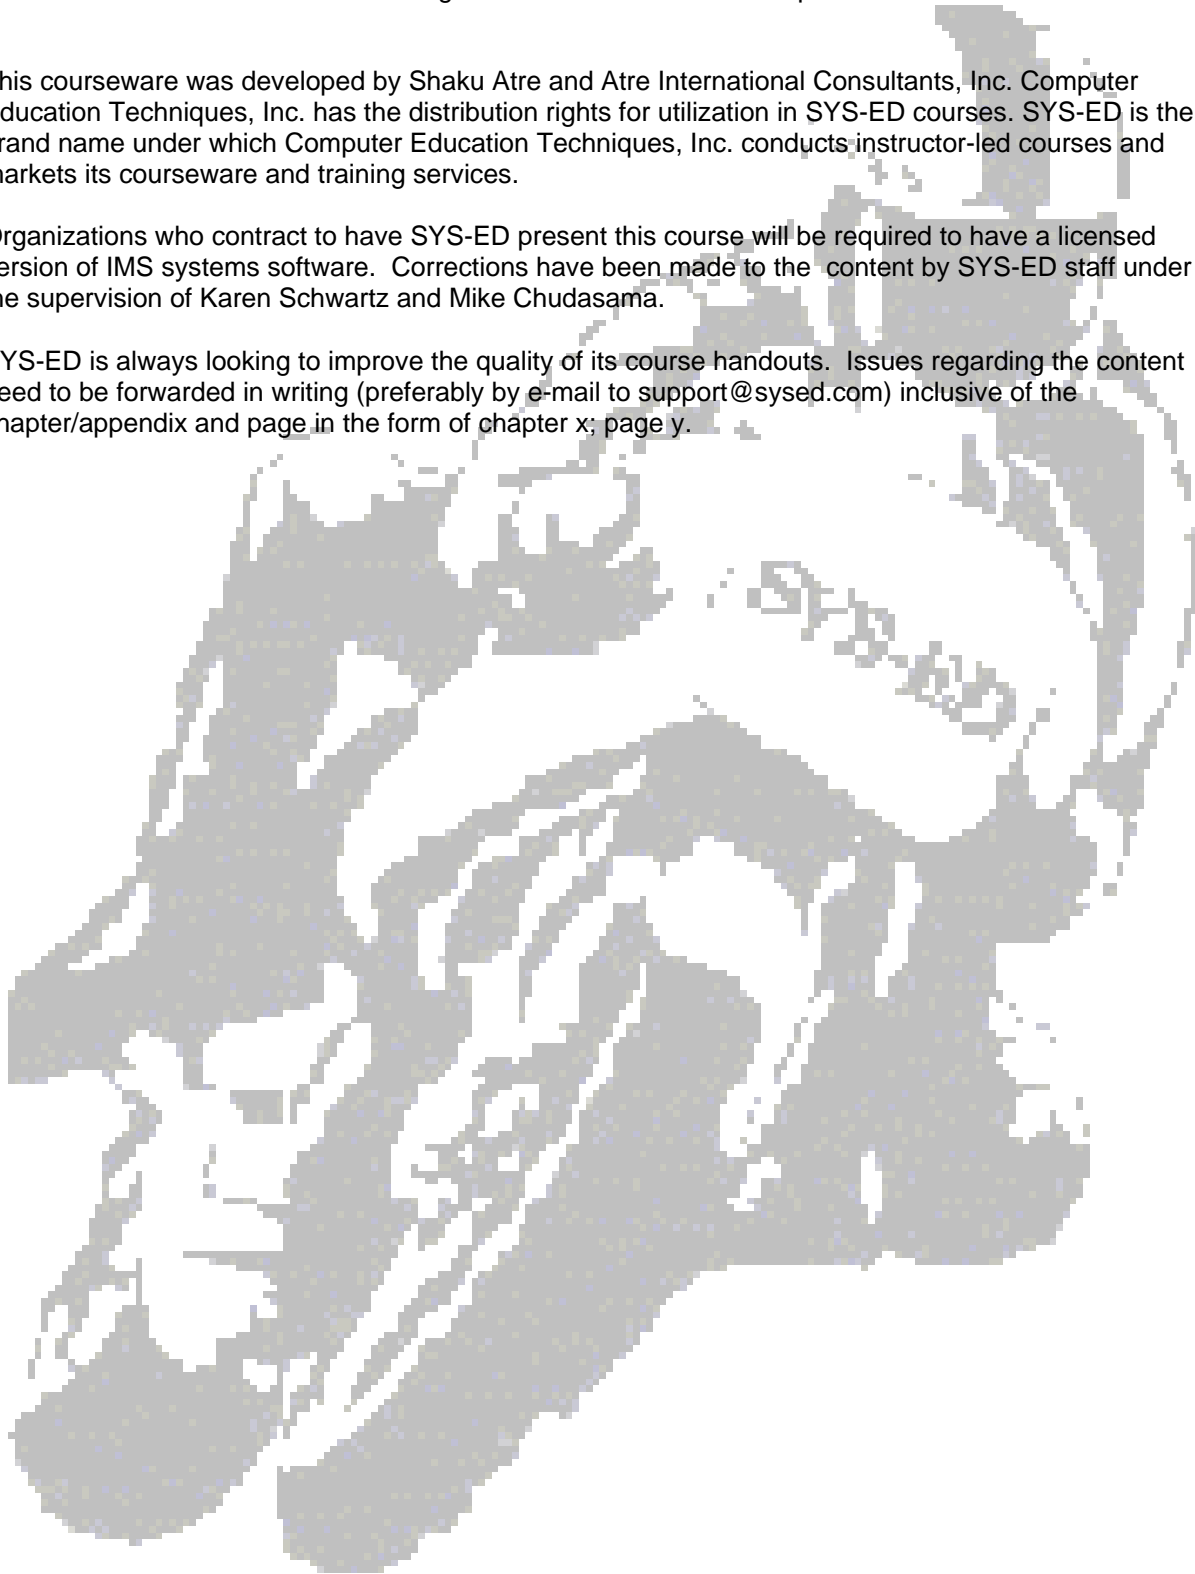 his courseware was developed by Shaku Atre and Atre International Consultants, Inc. Computer
ducation Techniques, Inc. has the distribution rights for utilization in SYS-ED courses. SYS-ED is the
rand name under which Computer Education Techniques, Inc. conducts instructor-led courses and
arkets its courseware and training services.
rganizations who contract to have SYS-ED present this course will be required to have a licensed
ersion of IMS systems software.  Corrections have been made to the  content by SYS-ED staff under
he supervision of Karen Schwartz and Mike Chudasama.
YS-ED is always looking to improve the quality of its course handouts.  Issues regarding the content
eed to be forwarded in writing (preferably by e-mail to support@sysed.com) inclusive of the
hapter/appendix and page in the form of chapter x; page y.
SYS-ED